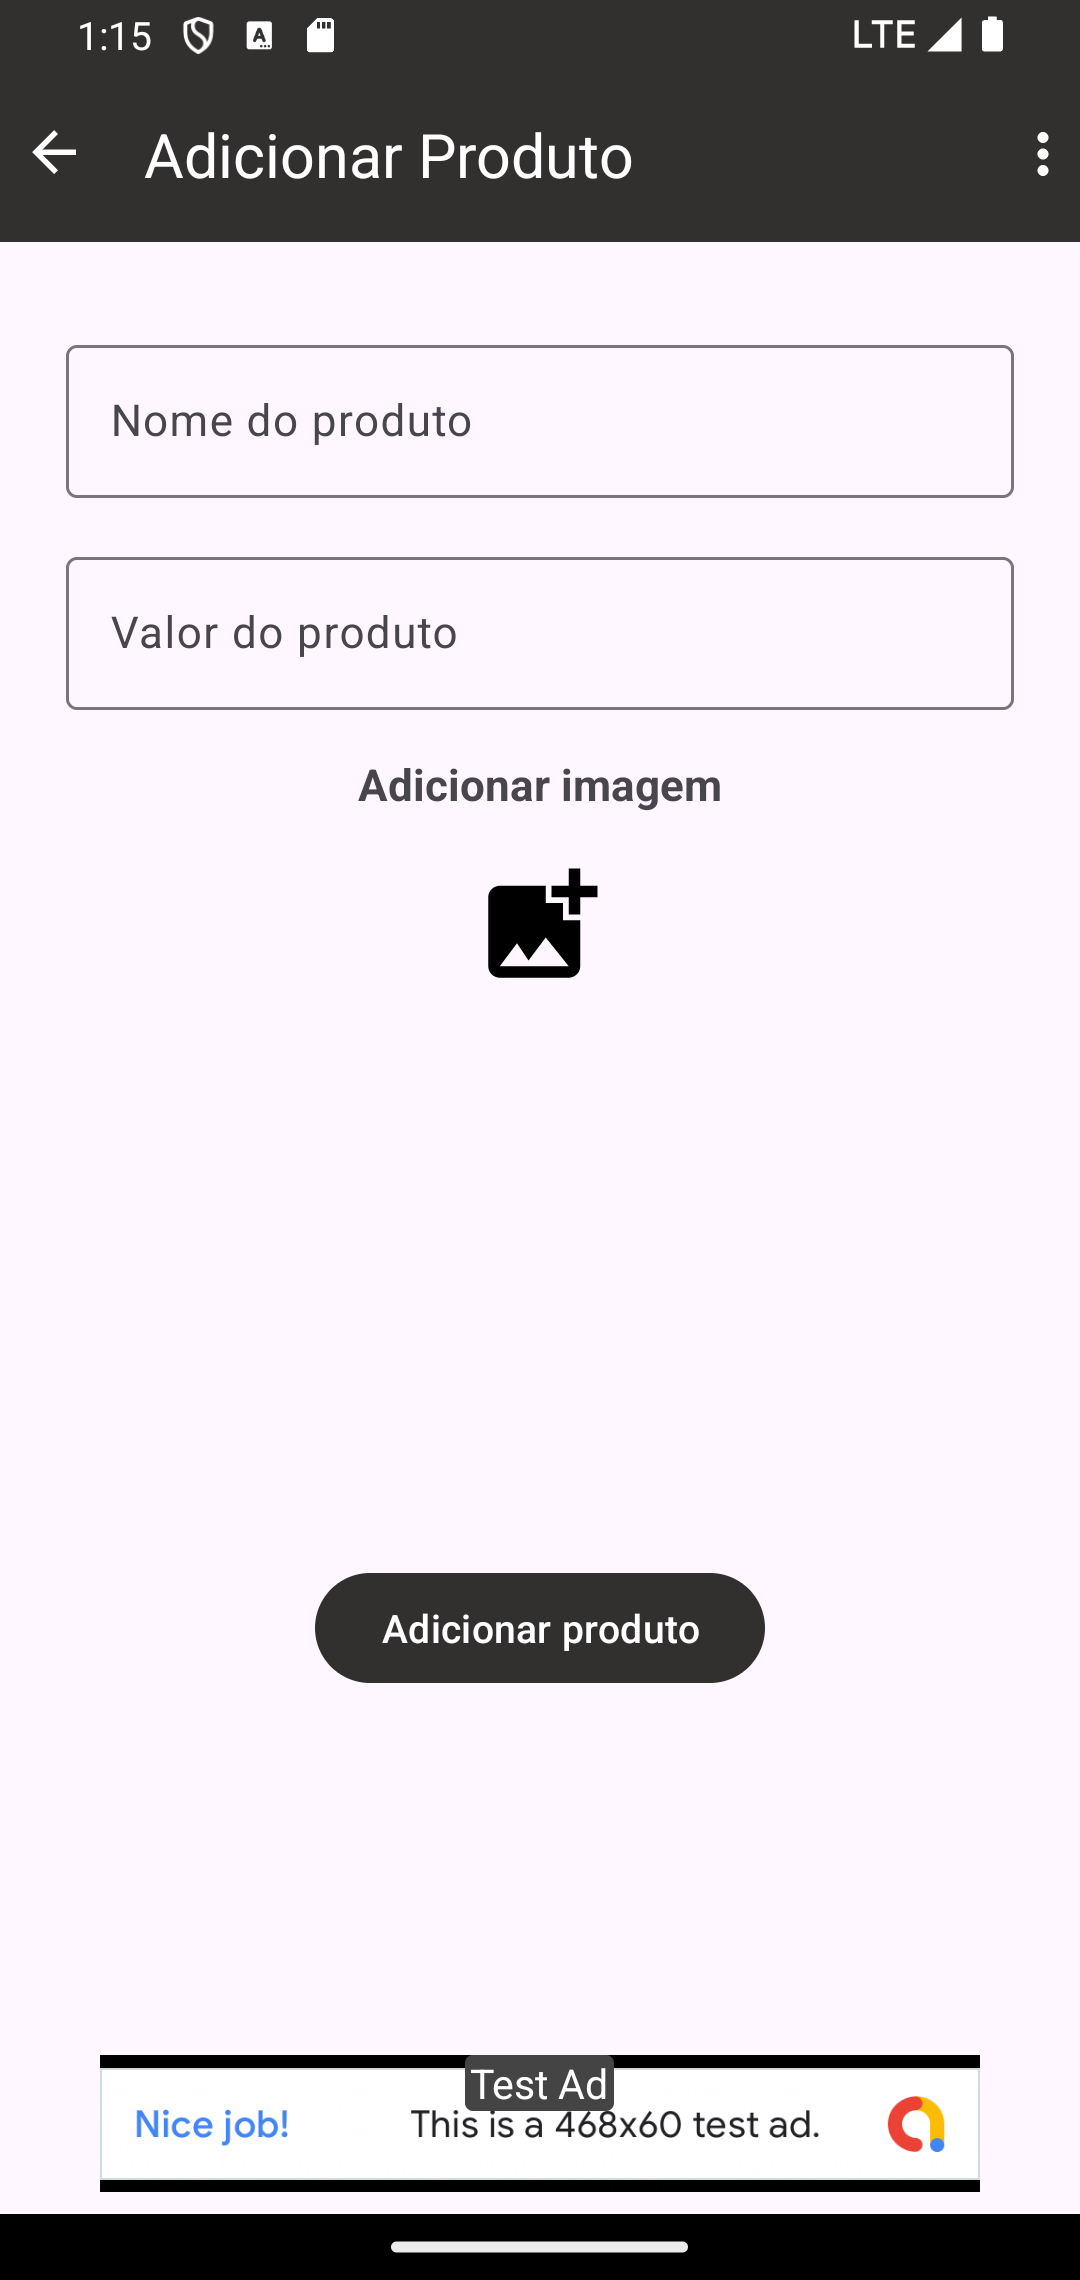 1:15
LTE
Adicionar Produto
Nome do produto
Valor do produto
Adicionar imagem
Adicionar produto
Test Ad
Nice job!
This is a 468x60 test ad.